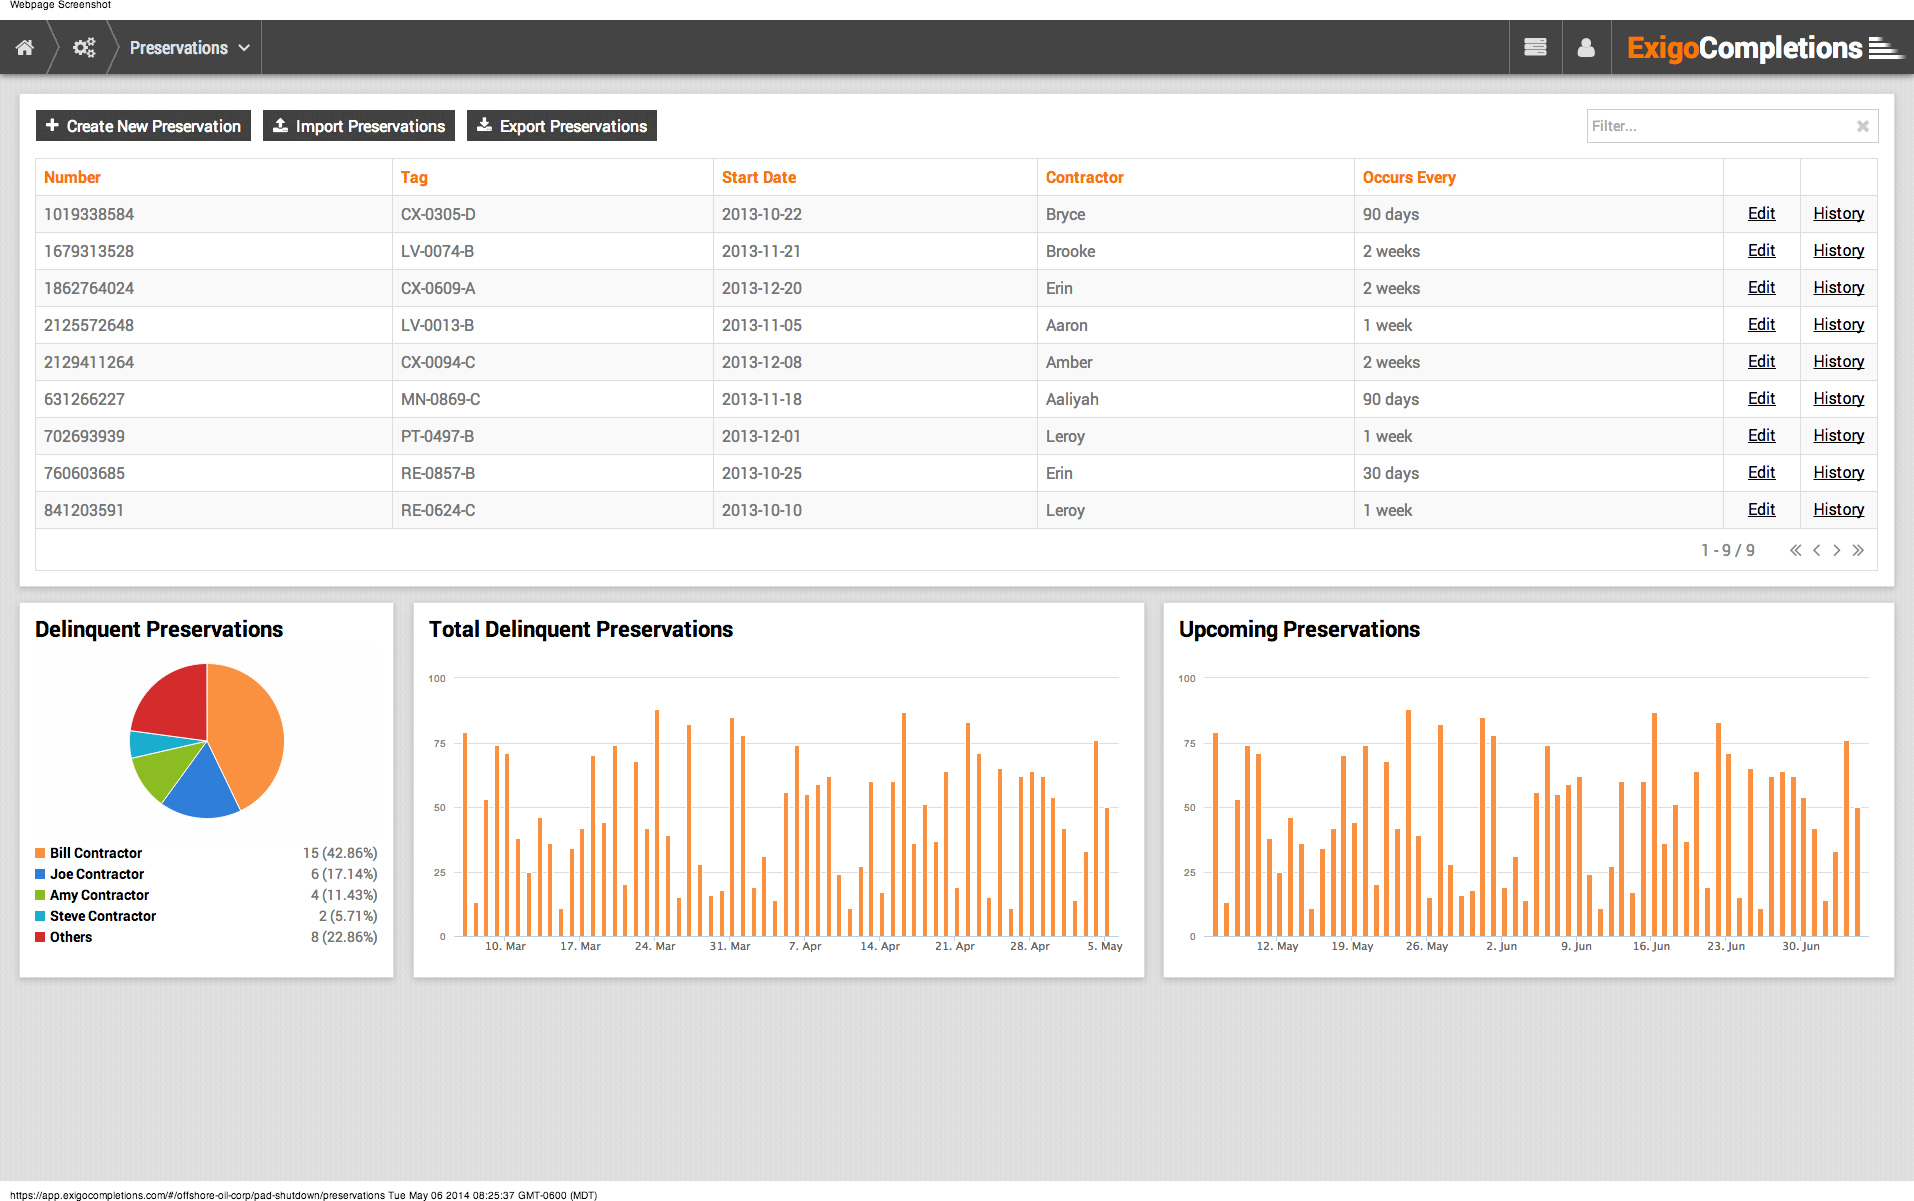 Webpage Screenshot
Preservations
ExigoCompletions
Create New Preservation Import Preservations Export Preservations Filter...
Number Tag Start Date Contractor Occurs Every
1019338584 CX-0305-D 2013-10-22 Bryce 90 days Edit History
1679313528 LV-0074-B 2013-11-21 Brooke 2 weeks Edit History
1862764024 CX-0609-A 2013-12-20 Erin 2 weeks Edit History
2125572648 LV-0013-B 2013-11-05 Aaron 1 week Edit History
2129411264 CX-0094-C 2013-12-08 Amber 2 weeks Edit History
631266227 MN-0869-C 2013-11-18 Aaliyah 90 days Edit History
702693939 PT-0497-B 2013-12-01 Leroy 1 week Edit History
760603685 RE-0857-B 2013-10-25 Erin 30 days Edit History
841203591 RE-0624-C 2013-10-10 Leroy 1 week Edit History
1 - 9 / 9
Delinquent Preservations
Bill Contractor 15 (42.86%)
Joe Contractor 6 (17.14%)
Amy Contractor 4 (11.43%)
Steve Contractor 2 (5.71%)
Others 8 (22.86%)
Total Delinquent Preservations
100
75
50
25
0
10. Mar 17. Mar 24. Mar 31. Mar 7. Apr 14. Apr 21. Apr 28. Apr 5. May
Upcoming Preservations
100
75
50
25
0
12. May 19. May 26. May 2. Jun 9. Jun 16. Jun 23. Jun 30. Jun
https://app.exigocompletions.com/#/offshore-oil-corp/pad-shutdown/preservations Tue May 06 2014 08:25:37 GMT-0600 (MDT)